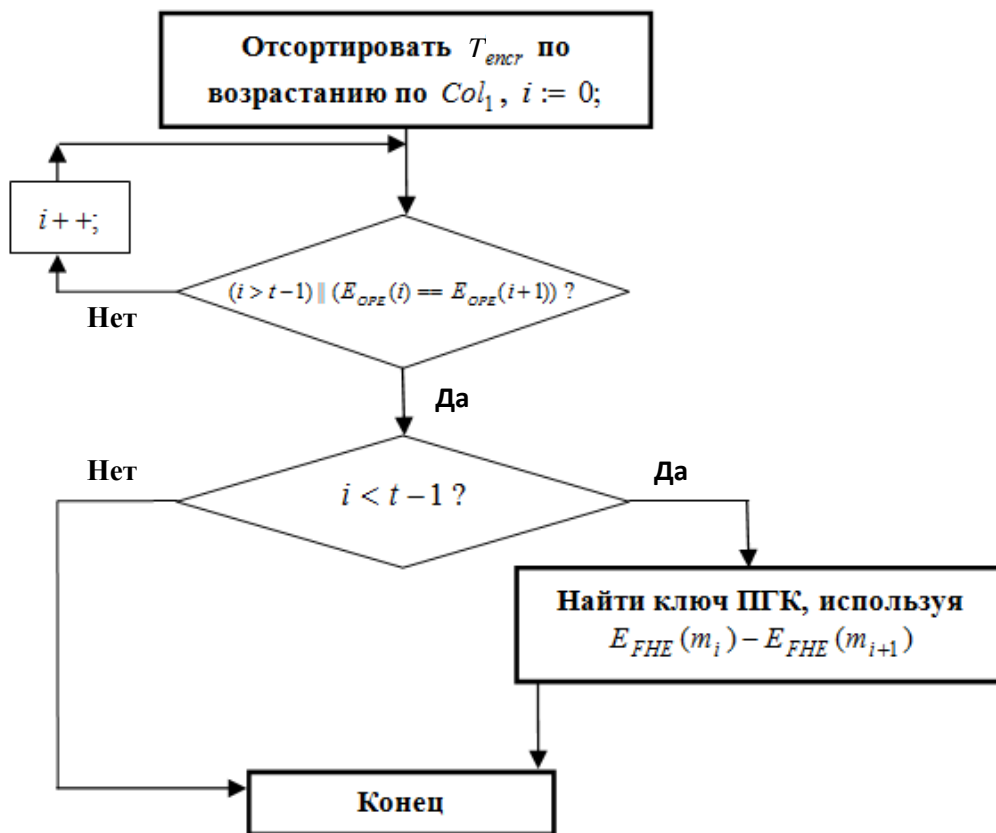 Отсортировать T_encr по
возрастанию по Col_1, i := 0;
i + +;
(i > t − 1) || (E_OPE(i) == E_OPE(i + 1)) ?
Нет
Да
Нет
i < t − 1 ?
Да
Найти ключ ПГК, используя
E_FHE(m_i) − E_FHE(m_{i+1})
Конец